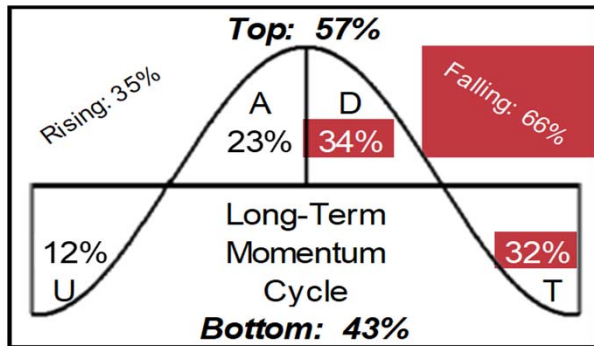 Top: 57%
Rising: 35%
Falling: 66%
A
D
23%
34%
Long-Term
12%
Momentum
32%
U
Cycle
T
Bottom: 43%